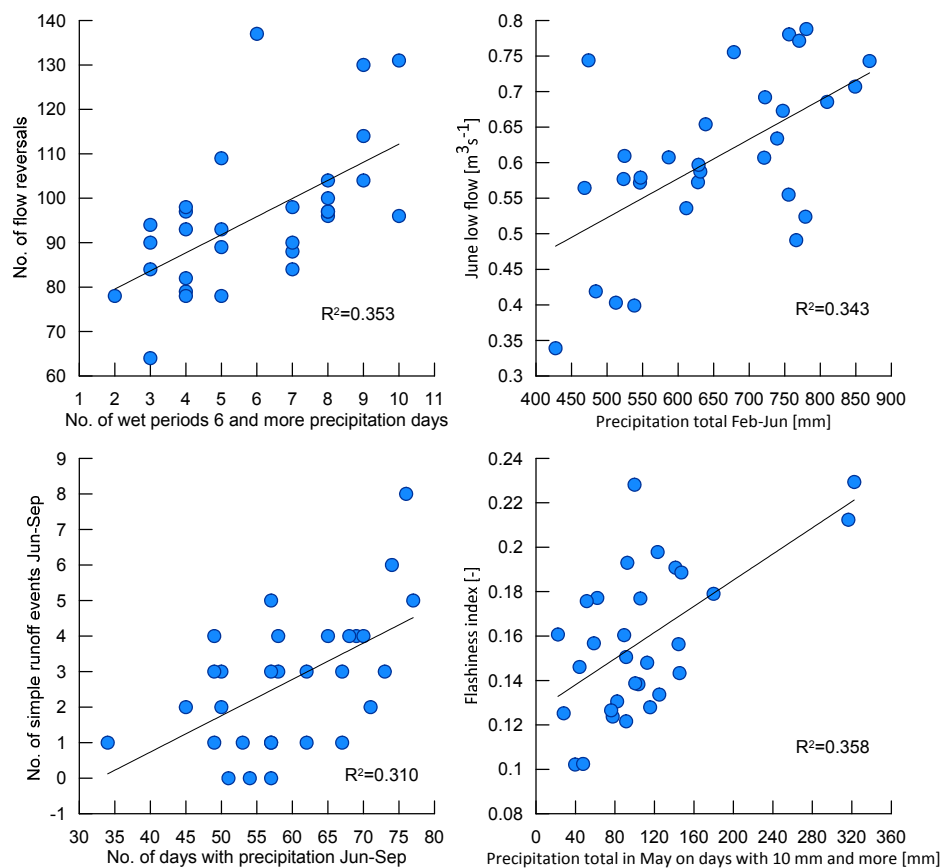 140
130
120
110
100
90
80
70
60
No. of flow reversals
R²=0.353
1 2 3 4 5 6 7 8 9 10 11
No. of wet periods 6 and more precipitation days
0.8
0.75
0.7
0.65
0.6
0.55
0.5
0.45
0.4
0.35
0.3
June low flow [m³s⁻¹]
R²=0.343
400 450 500 550 600 650 700 750 800 850 900
Precipitation total Feb-Jun [mm]
9
8
7
6
5
4
3
2
1
0
-1
No. of simple runoff events Jun-Sep
R²=0.310
30 35 40 45 50 55 60 65 70 75 80
No. of days with precipitation Jun-Sep
0.24
0.22
0.2
0.18
0.16
0.14
0.12
0.1
0.08
Flashiness index [-]
R²=0.358
0 40 80 120 160 200 240 280 320 360
Precipitation total in May on days with 10 mm and more [mm]